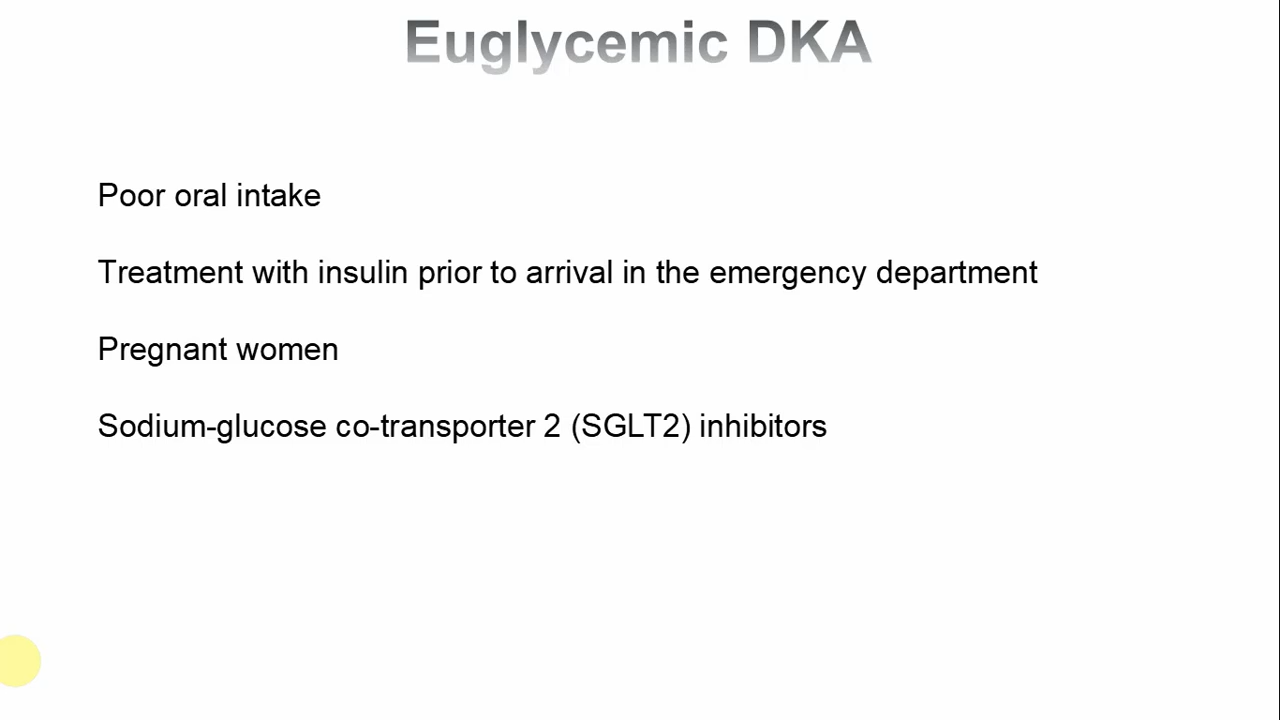 Euglycemic DKA
Poor oral intake
Treatment with insulin prior to arrival in the emergency department
Pregnant women
Sodium-glucose co-transporter 2 (SGLT2) inhibitors